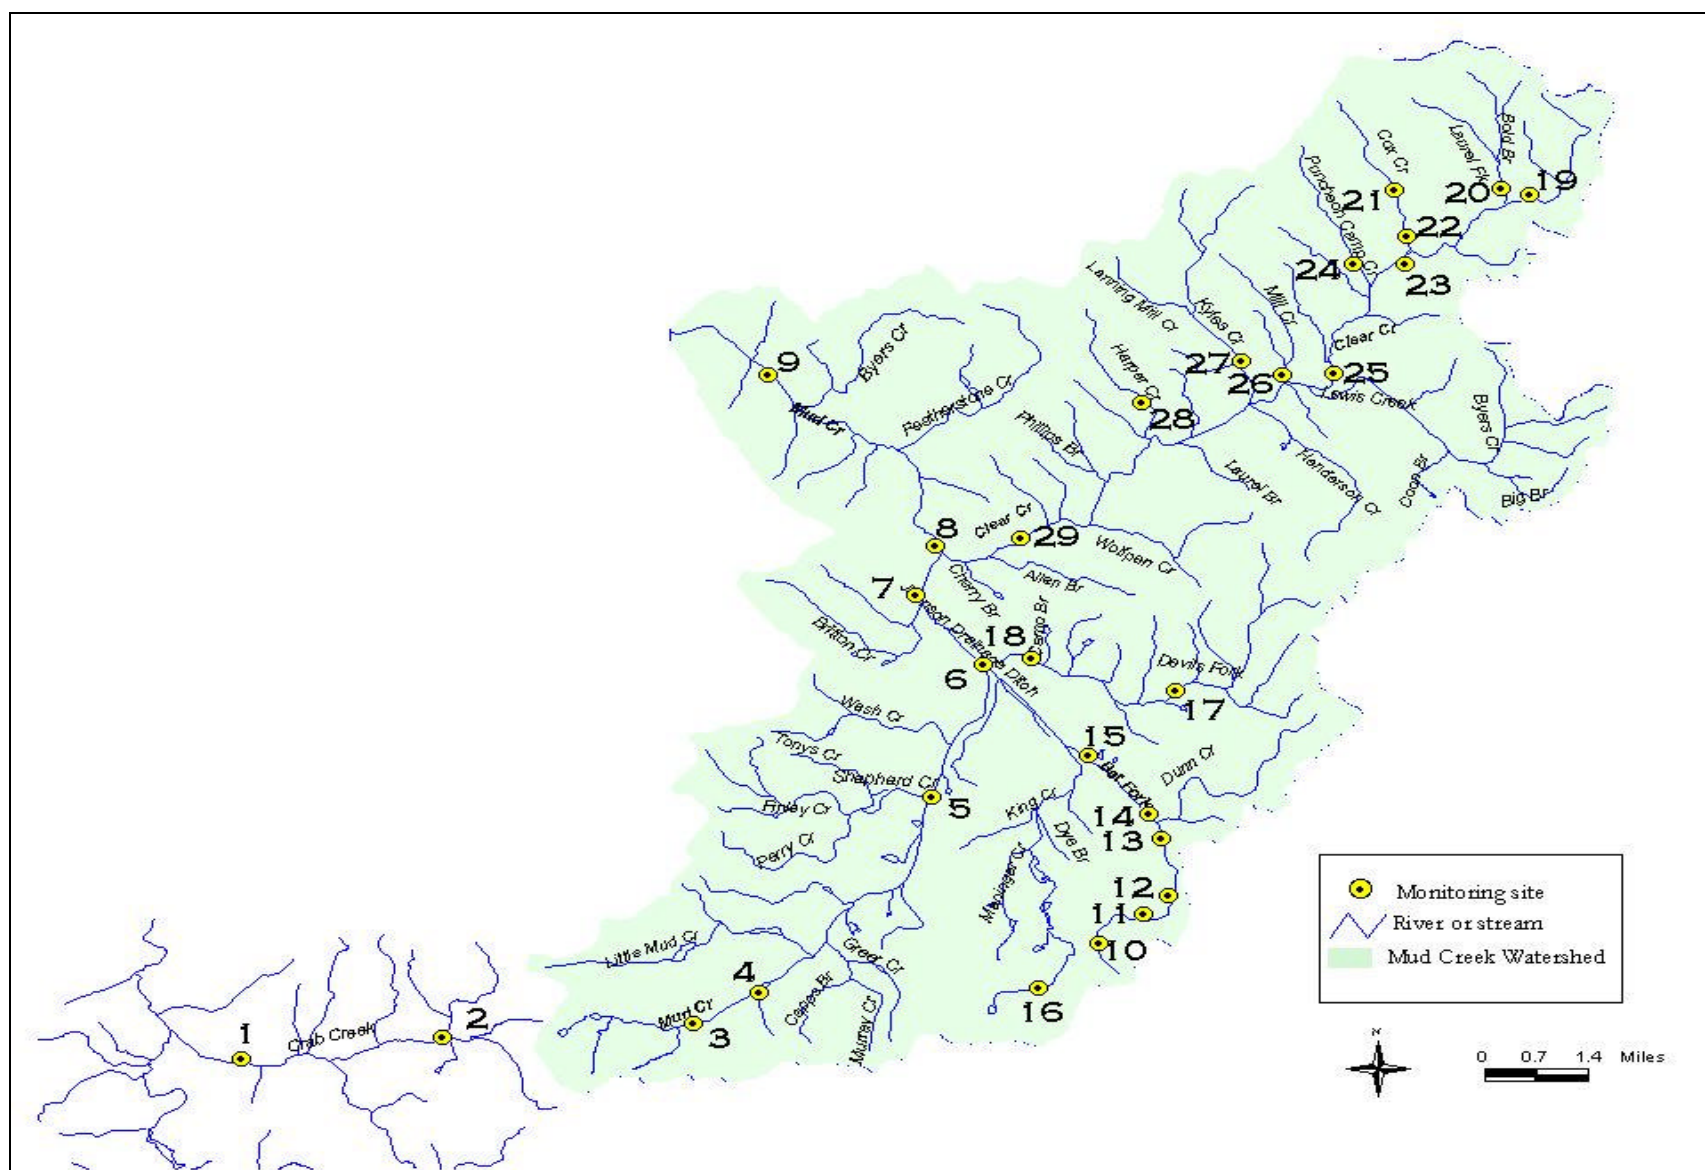 Cox Cr
Laurel Fk
Bold Br
Puncheon Camp Cr
21
20
19
22
24
23
Lanning Mill Cr
Kyles Cr
Mill Cr
Clear Cr
9
Byers Cr
Harper Cr
27
26
25
Lewis Creek
Mud Cr
Featherstone Cr
28
Byers Cr
Phillips Br
Laurel Br
Henderson Cr
Coon Br
Big Br
8
Clear Cr
29
Wolfpen Cr
7
Cherry Br
Allen Br
Johnson Drainage Ditch
Britton Cr
18
6
Devils Fork
17
Wash Cr
Tonys Cr
15
Bat Fork
Dunn Cr
Shepherd Cr
5
Finley Cr
King Cr
14
Perry Cr
Dye Br
13
12
11
10
Little Mud Cr
Greer Cr
4
Mud Cr
3
Murray Cr
16
1
Crab Creek
2
Monitoring site
River or stream
Mud Creek Watershed
N
0 0.7 1.4 Miles